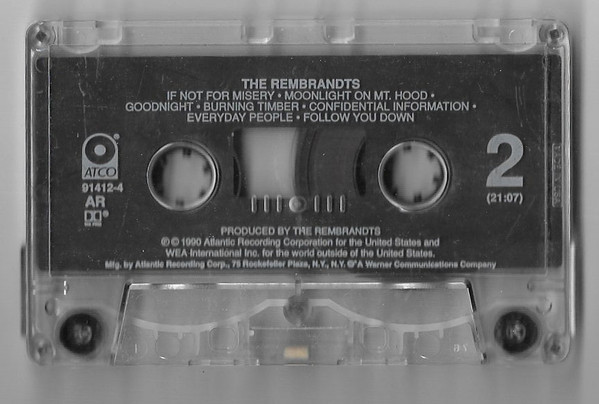 THE REMBRANDTS
IF NOT FOR MISERY • MOONLIGHT ON MT. HOOD •
GOODNIGHT • BURNING TIMBER • CONFIDENTIAL INFORMATION •
EVERYDAY PEOPLE • FOLLOW YOU DOWN
ATCO®
91412-4
AR
2
(21:07)
PRODUCED BY THE REMBRANDTS
℗ © 1990 Atlantic Recording Corporation for the United States and
WEA International Inc. for the world outside of the United States.
Mfg. by Atlantic Recording Corp., 75 Rockefeller Plaza, N.Y., N.Y. A Warner Communications Company